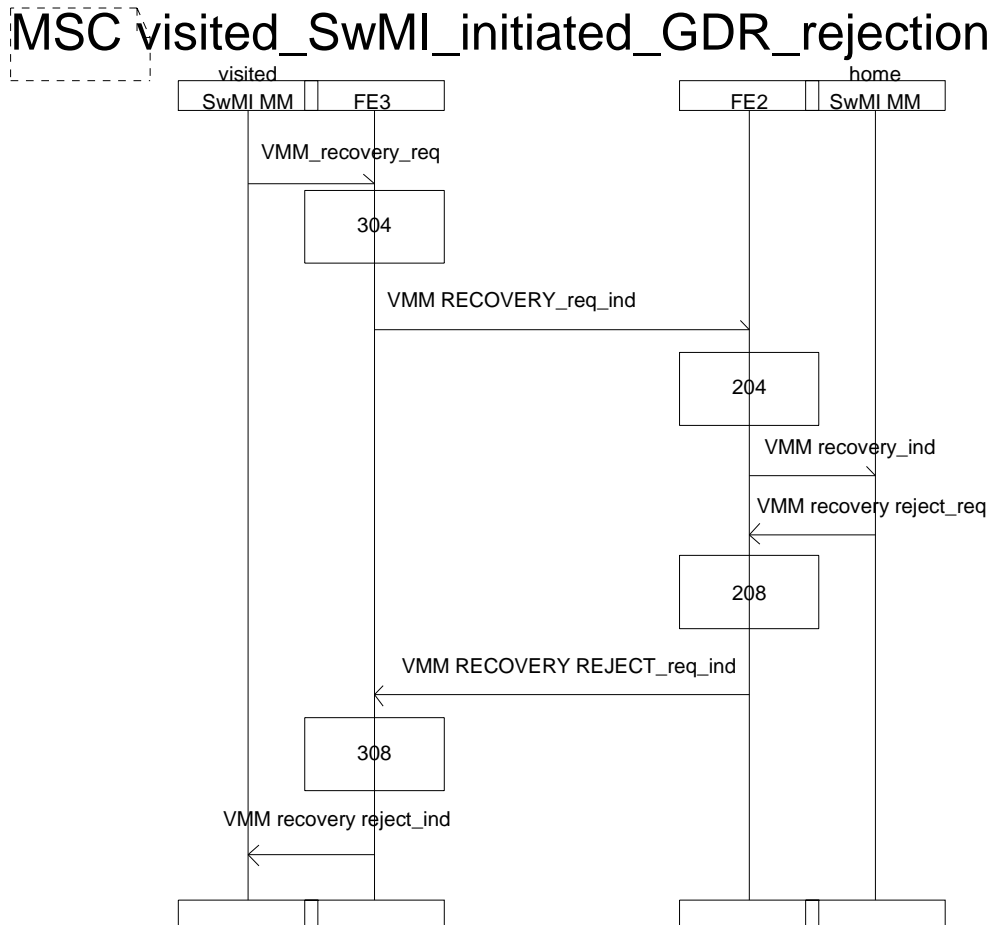 MSC visited_SwMI_initiated_GDR_rejection
visited
SwMI MM
FE3
FE2
home
SwMI MM
VMM_recovery_req
304
VMM RECOVERY_req_ind
204
VMM recovery_ind
VMM recovery reject_req
208
VMM RECOVERY REJECT_req_ind
308
VMM recovery reject_ind